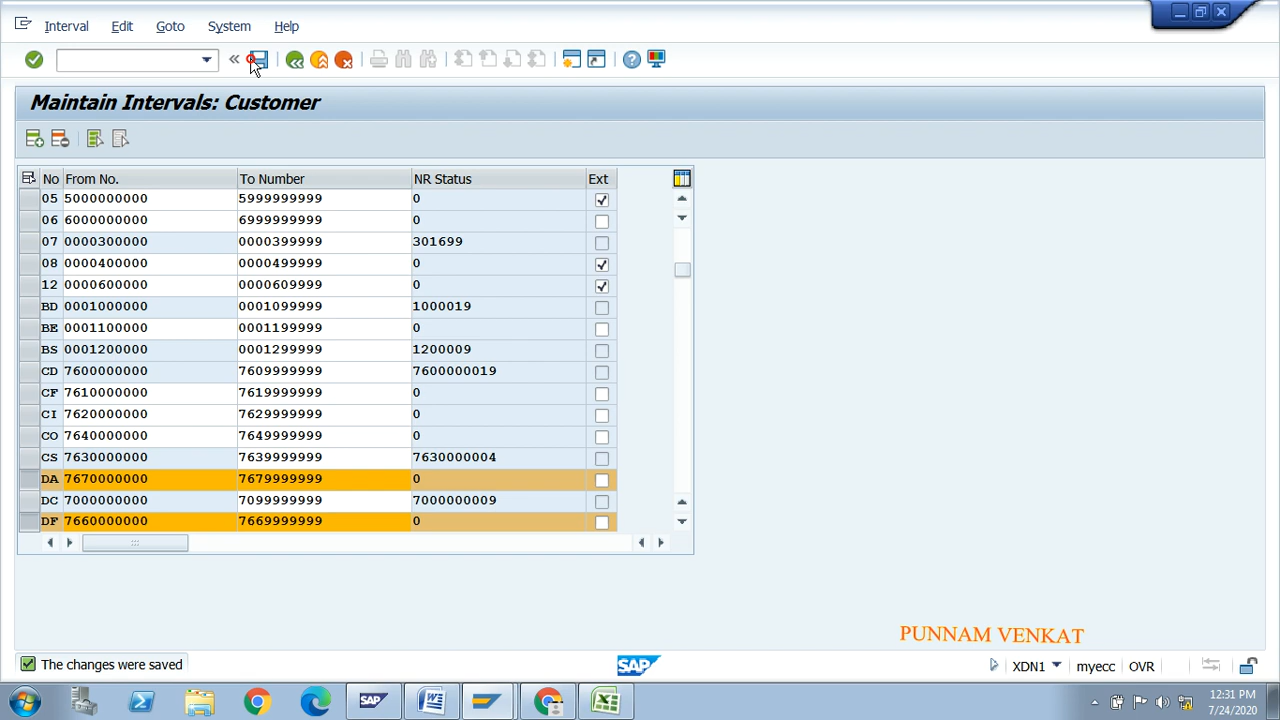 Interval Edit Goto System Help
«
Maintain Intervals: Customer
No From No. To Number NR Status Ext
05 5000000000 5999999999 0
06 6000000000 6999999999 0
07 0000300000 0000399999 301699
08 0000400000 0000499999 0
12 0000600000 0000609999 0
BD 0001000000 0001099999 1000019
BE 0001100000 0001199999 0
BS 0001200000 0001299999 1200009
CD 7600000000 7609999999 7600000019
CF 7610000000 7619999999 0
CI 7620000000 7629999999 0
CO 7640000000 7649999999 0
CS 7630000000 7639999999 7630000004
DA 7670000000 7679999999 0
DC 7000000000 7099999999 7000000009
DF 7660000000 7669999999 0
PUNNAM VENKAT
The changes were saved SAP XDN1 myecc OVR
SAP
12:31 PM
7/24/2020